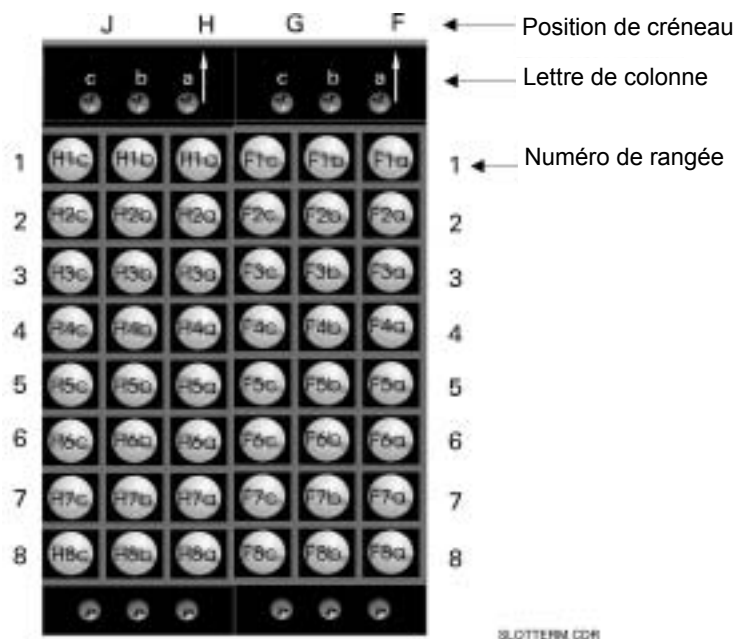 J H G F Position de créneau
c b a c b a Lettre de colonne
1 H1c H1b H1a F1c F1b F1a 1 Numéro de rangée
2 H2c H2b H2a F2c F2b F2a 2
3 H3c H3b H3a F3c F3b F3a 3
4 H4c H4b H4a F4c F4b F4a 4
5 H5c H5b H5a F5c F5b F5a 5
6 H6c H6b H6a F6c F6b F6a 6
7 H7c H7b H7a F7c F7b F7a 7
8 H8c H8b H8a F8c F8b F8a 8
SLOTTERM.CDR